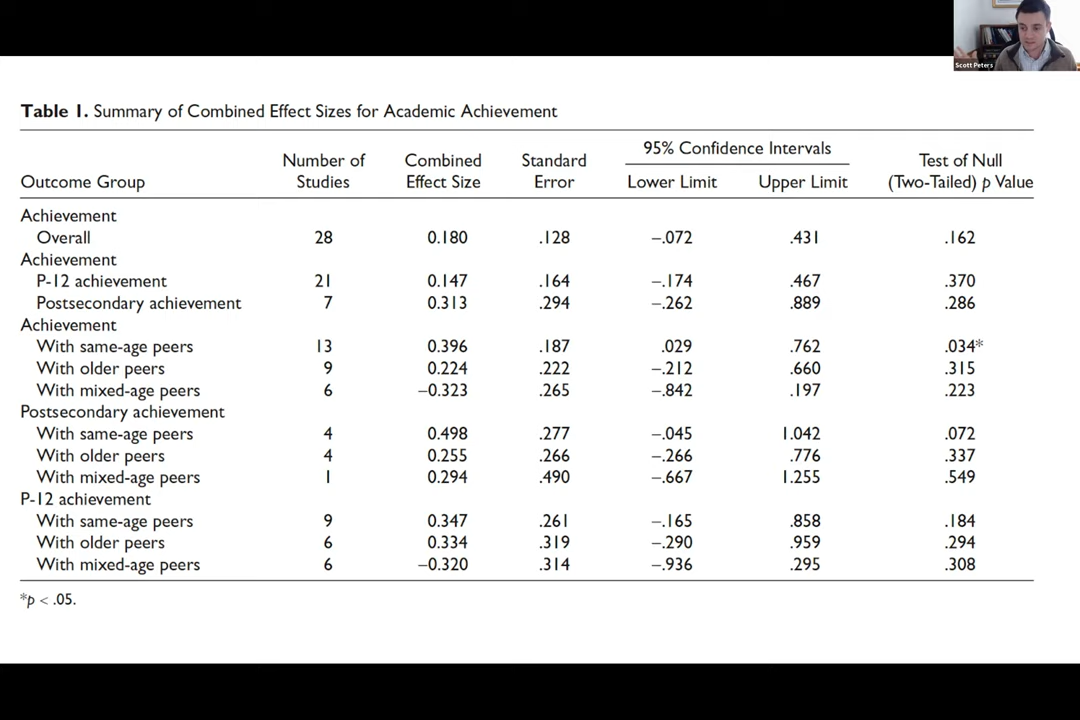 Scott Peters
Table 1. Summary of Combined Effect Sizes for Academic Achievement
95% Confidence Intervals
Number of Combined Standard Test of Null
Outcome Group Studies Effect Size Error Lower Limit Upper Limit (Two-Tailed) p Value
Achievement
Overall 28 0.180 .128 −.072 .431 .162
Achievement
P-12 achievement 21 0.147 .164 −.174 .467 .370
Postsecondary achievement 7 0.313 .294 −.262 .889 .286
Achievement
With same-age peers 13 0.396 .187 .029 .762 .034*
With older peers 9 0.224 .222 −.212 .660 .315
With mixed-age peers 6 −0.323 .265 −.842 .197 .223
Postsecondary achievement
With same-age peers 4 0.498 .277 −.045 1.042 .072
With older peers 4 0.255 .266 −.266 .776 .337
With mixed-age peers 1 0.294 .490 −.667 1.255 .549
P-12 achievement
With same-age peers 9 0.347 .261 −.165 .858 .184
With older peers 6 0.334 .319 −.290 .959 .294
With mixed-age peers 6 −0.320 .314 −.936 .295 .308
*p < .05.